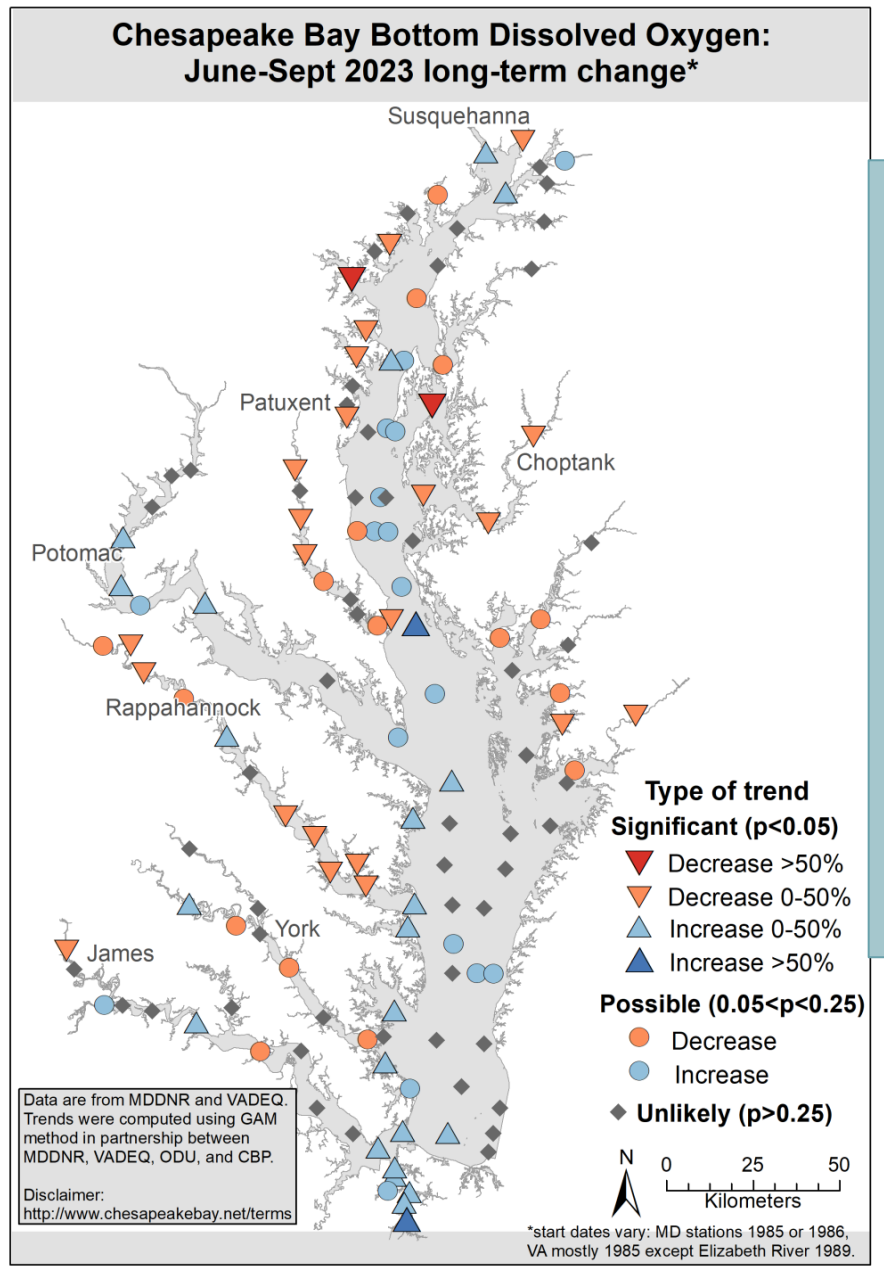 Chesapeake Bay Bottom Dissolved Oxygen:
June-Sept 2023 long-term change*
Susquehanna
Patuxent
Choptank
Potomac
Rappahannock
York
James
Type of trend
Significant (p<0.05)
Decrease >50%
Decrease 0-50%
Increase 0-50%
Increase >50%
Possible (0.05<p<0.25)
Decrease
Increase
Unlikely (p>0.25)
Data are from MDDNR and VADEQ.
Trends were computed using GAM
method in partnership between
MDDNR, VADEQ, ODU, and CBP.
Disclaimer:
http://www.chesapeakebay.net/terms
N
0 25 50
Kilometers
*start dates vary: MD stations 1985 or 1986,
VA mostly 1985 except Elizabeth River 1989.